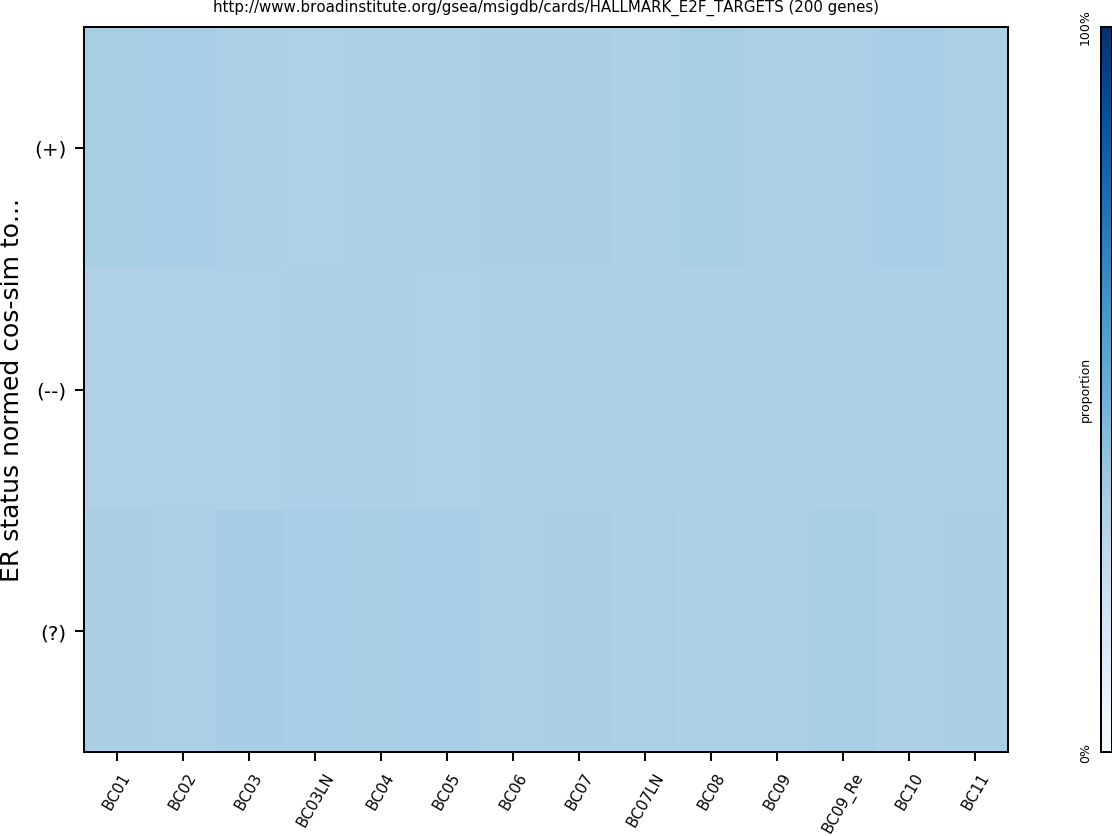 http://www.broadinstitute.org/gsea/msigdb/cards/HALLMARK_E2F_TARGETS (200 genes)
ER status normed cos-sim to...
(+)
(--)
(?)
BC01
BC02
BC03
BC03LN
BC04
BC05
BC06
BC07
BC07LN
BC08
BC09
BC09_Re
BC10
BC11
100%
proportion
0%